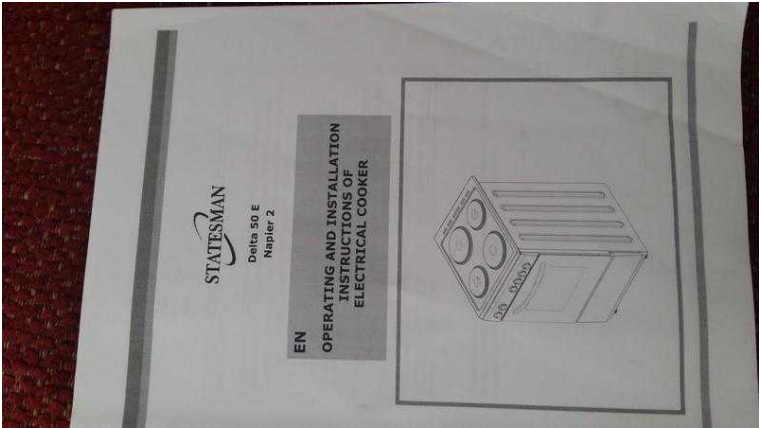 STATESMAN
Delta 50 E
Napier 2
EN
OPERATING AND INSTALLATION
INSTRUCTIONS OF
ELECTRICAL COOKER